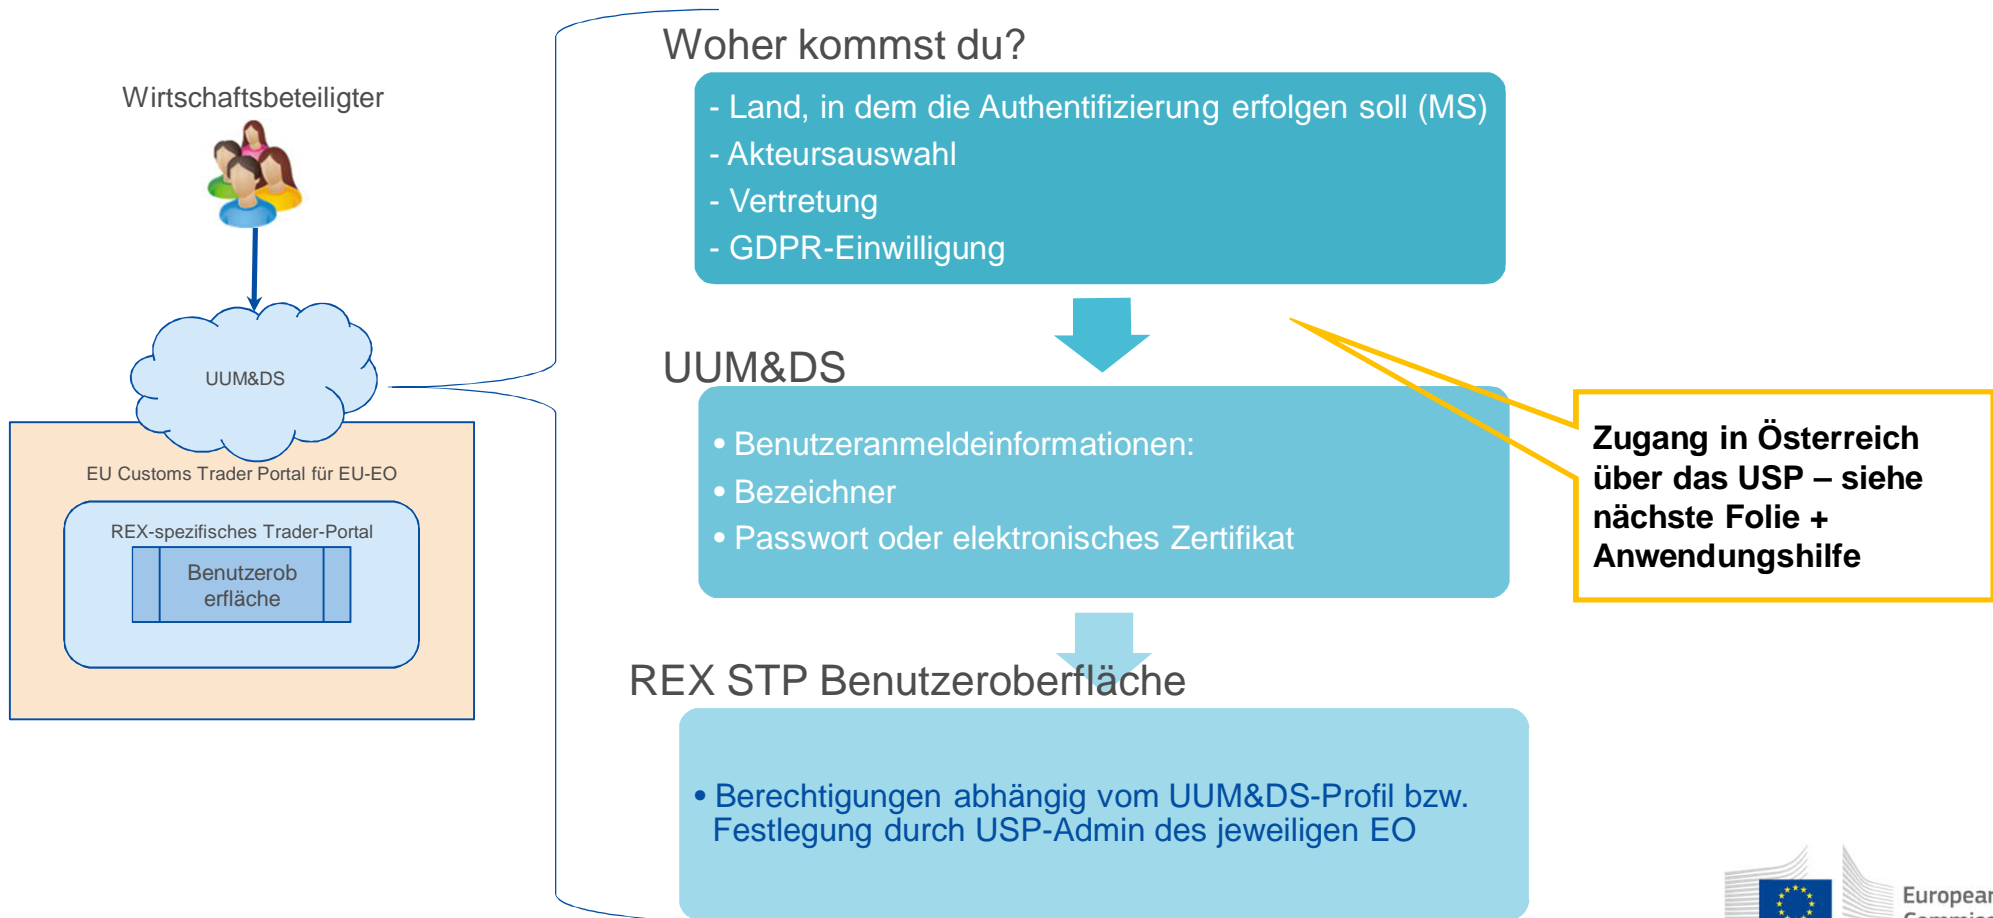 Wirtschaftsbeteiligter
UUM&DS
EU Customs Trader Portal für EU-EO
REX-spezifisches Trader-Portal
Benutzerob
erfläche
Woher kommst du?
- Land, in dem die Authentifizierung erfolgen soll (MS)
- Akteursauswahl
- Vertretung
- GDPR-Einwilligung
UUM&DS
• Benutzeranmeldeinformationen:
• Bezeichner
• Passwort oder elektronisches Zertifikat
Zugang in Österreich
über das USP – siehe
nächste Folie +
Anwendungshilfe
REX STP Benutzeroberfläche
• Berechtigungen abhängig vom UUM&DS-Profil bzw.
Festlegung durch USP-Admin des jeweiligen EO
European